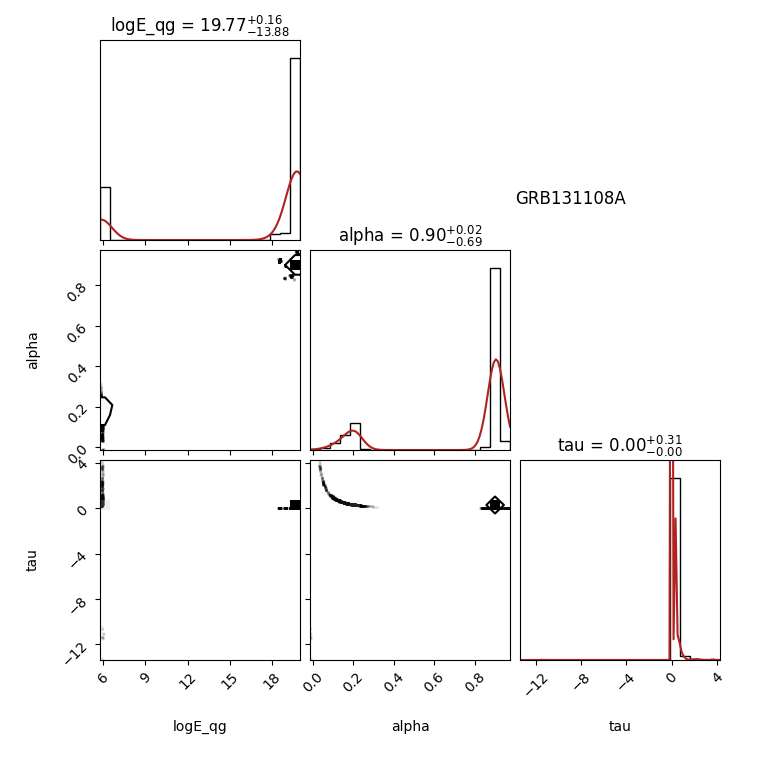 logE_qg = 19.77+0.16 −13.88
GRB131108A
alpha = 0.90+0.02 −0.69
0.8
0.6
0.4
0.2
0.0
alpha
tau = 0.00+0.31 −0.00
4
0
−4
−8
−12
tau
6 9 12 15 18
0.0 0.2 0.4 0.6 0.8
−12 −8 −4 0 4
logE_qg alpha tau